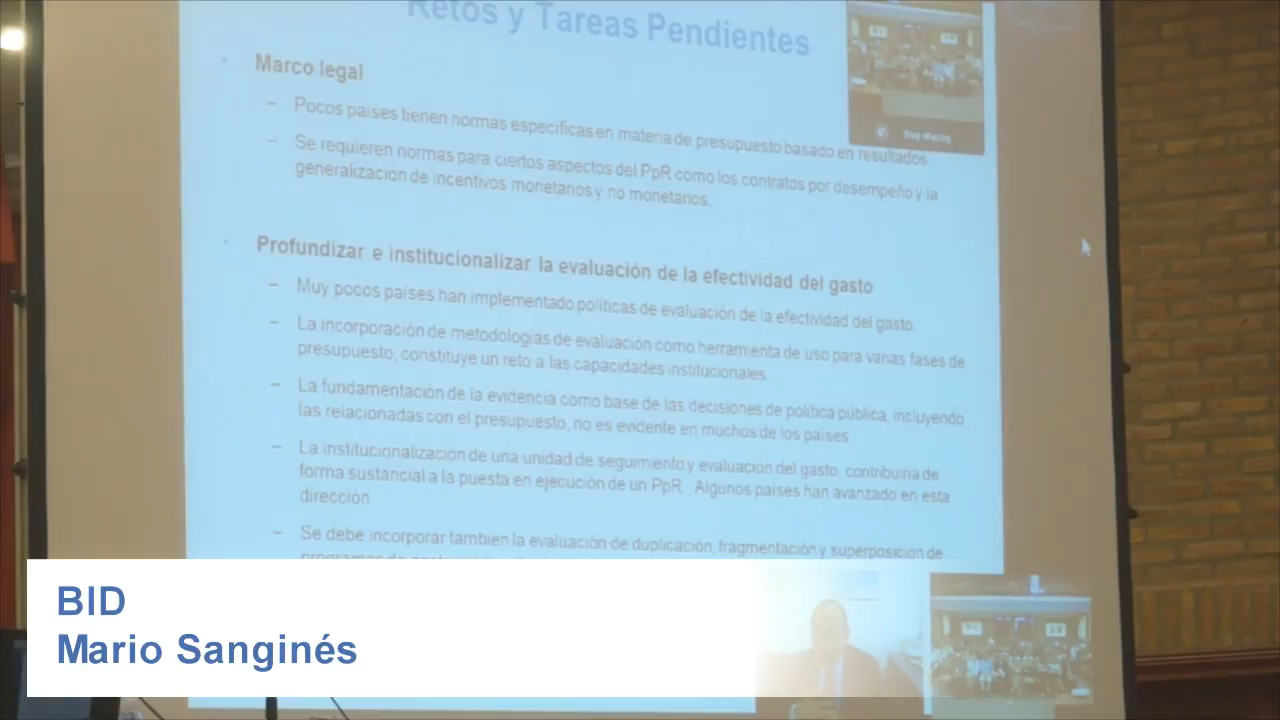 Retos y Tareas Pendientes
Marco legal
– Pocos países tienen normas específicas en materia de presupuesto basado en resultados
– Se requieren normas para ciertos aspectos del PpR como los contratos por desempeño y la
generalización de incentivos monetarios y no monetarios.
Profundizar e institucionalizar la evaluación de la efectividad del gasto
– Muy pocos países han implementado políticas de evaluación de la efectividad del gasto.
– La incorporación de metodologías de evaluación como herramienta de uso para varias fases de
presupuesto, constituye un reto a las capacidades institucionales.
– La fundamentación de la evidencia como base de las decisiones de política pública, incluyendo
las relacionadas con el presupuesto, no es evidente en muchos de los países
– La institucionalización de una unidad de seguimiento y evaluación del gasto, contribuiría de
forma sustancial a la puesta en ejecución de un PpR. Algunos países han avanzado en esta
dirección
– Se debe incorporar también la evaluación de duplicación, fragmentación y superposición de
Stop sharing
BID
Mario Sanginés